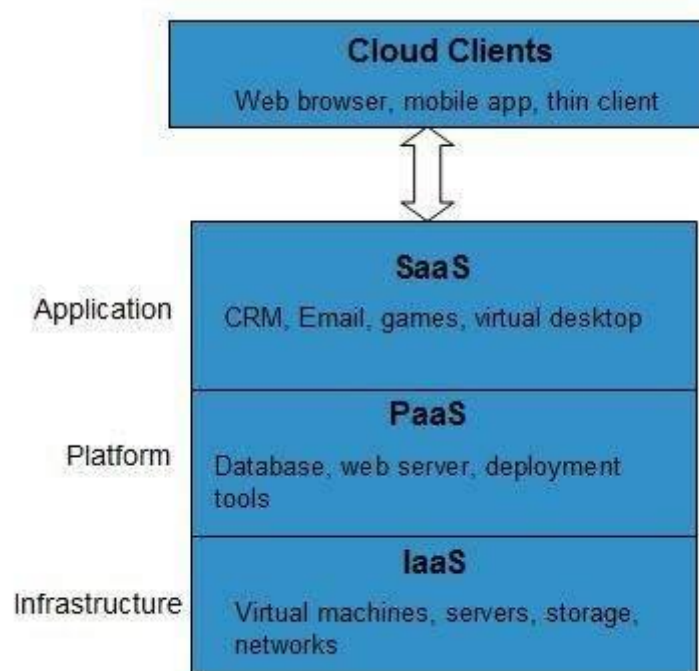 Cloud Clients
Web browser, mobile app, thin client
SaaS
Application
CRM, Email, games, virtual desktop
PaaS
Platform
Database, web server, deployment
tools
IaaS
Infrastructure
Virtual machines, servers, storage,
networks